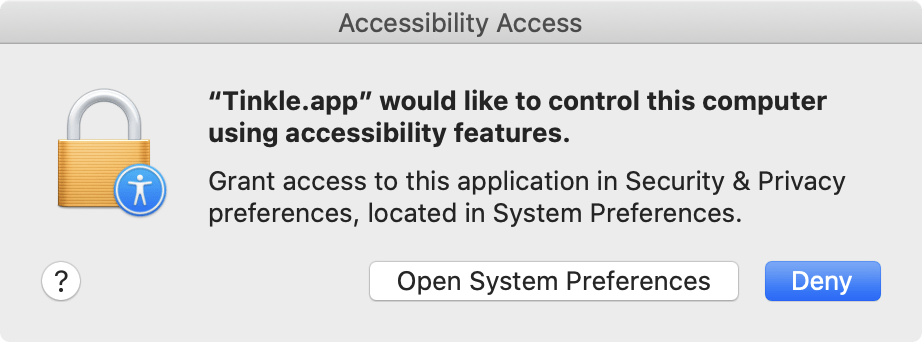 Accessibility Access
“Tinkle.app” would like to control this computer
using accessibility features.
Grant access to this application in Security & Privacy
preferences, located in System Preferences.
?
Open System Preferences
Deny